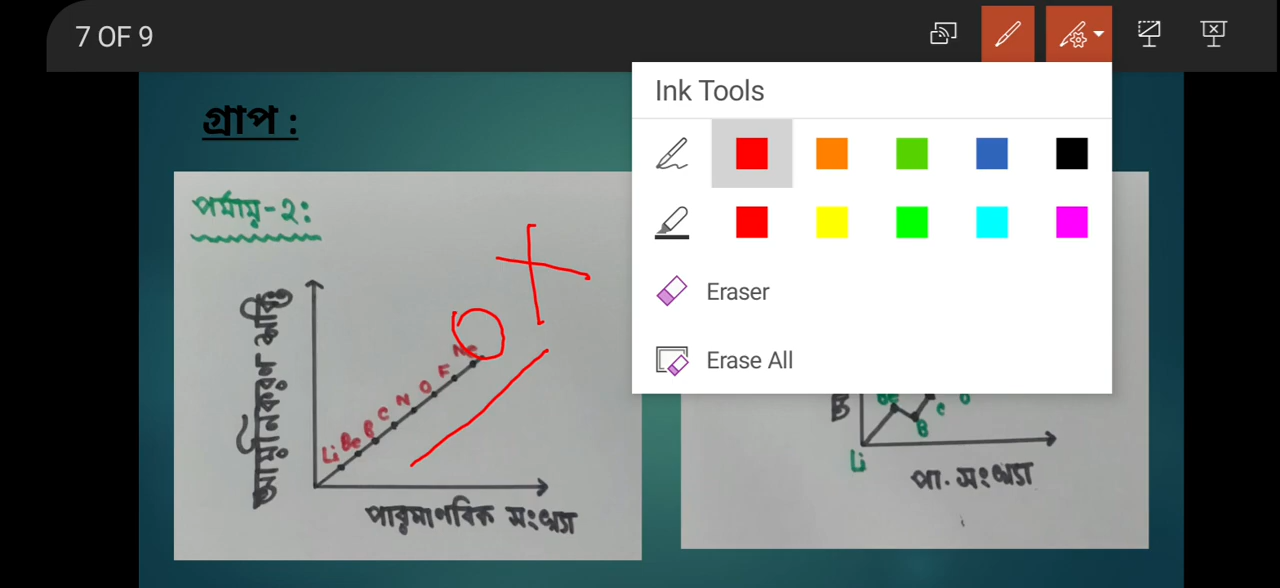 7 OF 9
Ink Tools
Eraser
Erase All
গ্রাপ :
পর্যায়-২:
আয়নিকরণ শক্তি
Li Be B C N O F Ne
পারমাণবিক সংখ্যা
Be
B
C
O
Li
পা. সংখ্যা